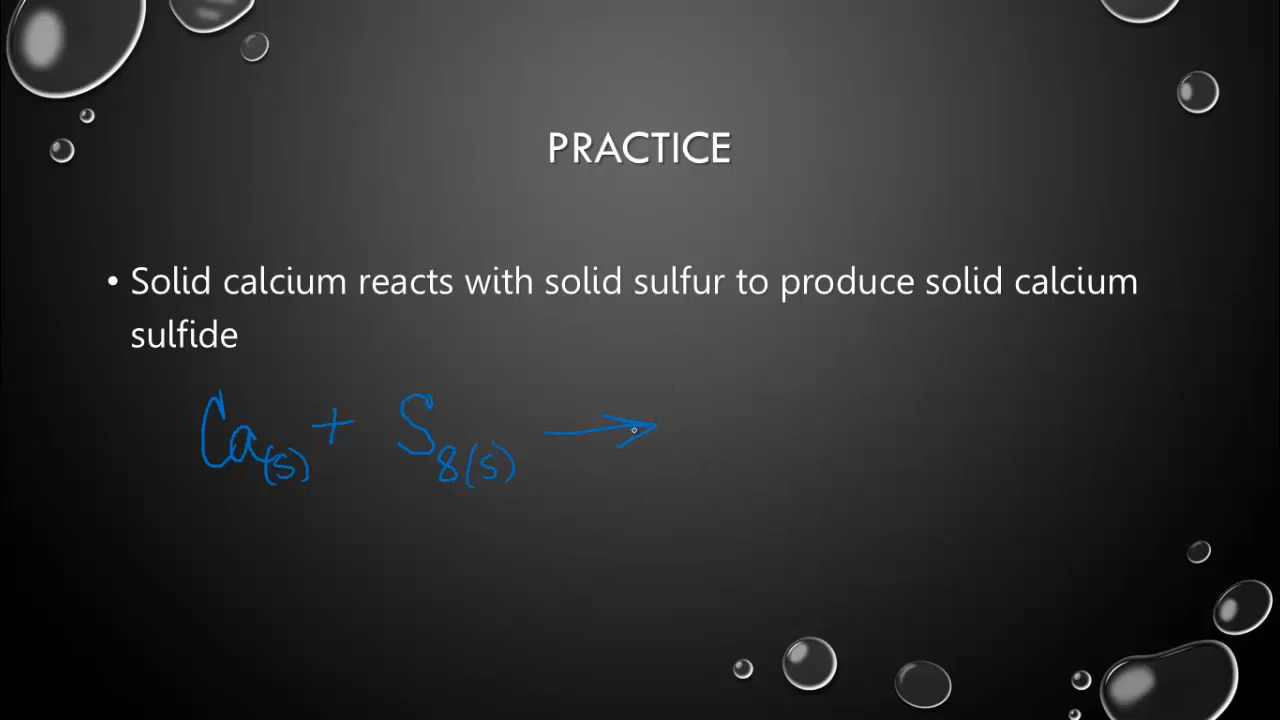 PRACTICE
• Solid calcium reacts with solid sulfur to produce solid calcium
sulfide
Ca(s) + S8(s) →